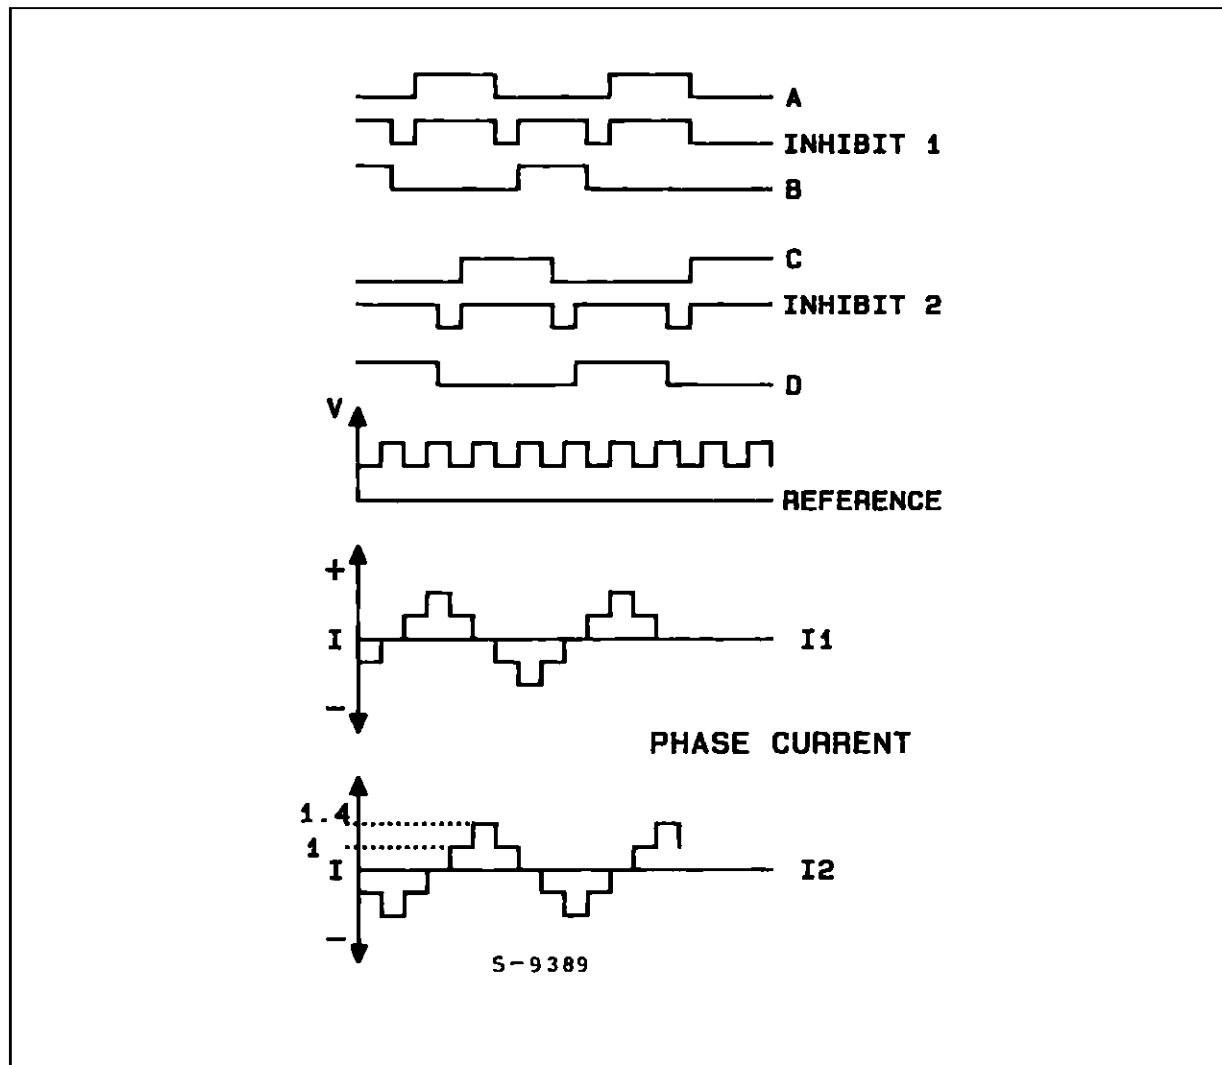 A
INHIBIT 1
B
C
INHIBIT 2
D
V
REFERENCE
+
I
I1
-
PHASE CURRENT
1.4
1
I
I2
-
S-9389